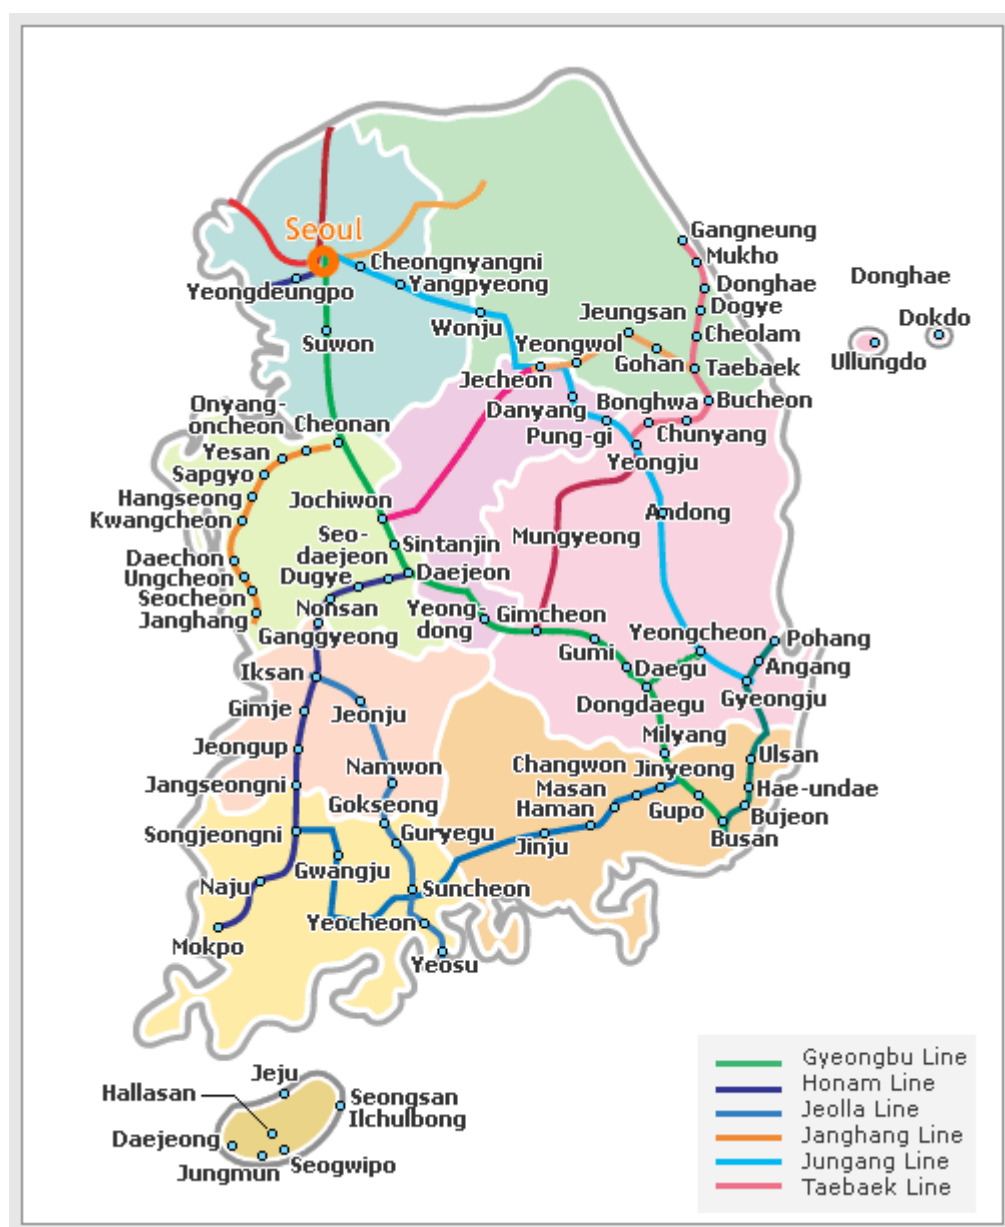 Seoul
Cheongnyangni
Yangpyeong
Yeongdeungpo
Wonju
Suwon
Gangneung
Mukho
Donghae
Dogye
Cheolam
Jeungsan
Yeongwol
Gohan
Taebaek
Jecheon
Danyang
Bonghwa
Bucheon
Pung-gi
Chunyang
Yeongju
Donghae
Dokdo
Ullungdo
Onyang-
oncheon
Cheonan
Yesan
Sapgyo
Hangseong
Kwangcheon
Jochiwon
Andong
Mungyeong
Seo-
daejeon
Sintanjin
Daechon
Ungcheon
Seocheon
Janghang
Dugye
Daejeon
Nonsan
Ganggyeong
Yeong-
dong
Gimcheon
Gumi
Yeongcheon
Pohang
Angang
Daegu
Gyeongju
Dongdaegu
Iksan
Gimje
Jeonju
Jeongup
Milyang
Namwon
Changwon
Jinyeong
Ulsan
Jangseongni
Masan
Hae-undae
Gokseong
Haman
Gupo
Bujeon
Songjeongni
Guryegu
Jinju
Busan
Gwangju
Naju
Suncheon
Yeocheon
Mokpo
Yeosu
Jeju
Hallasan
Seongsan
Ilchulbong
Daejeong
Jungmun
Seogwipo
Gyeongbu Line
Honam Line
Jeolla Line
Janghang Line
Jungang Line
Taebaek Line